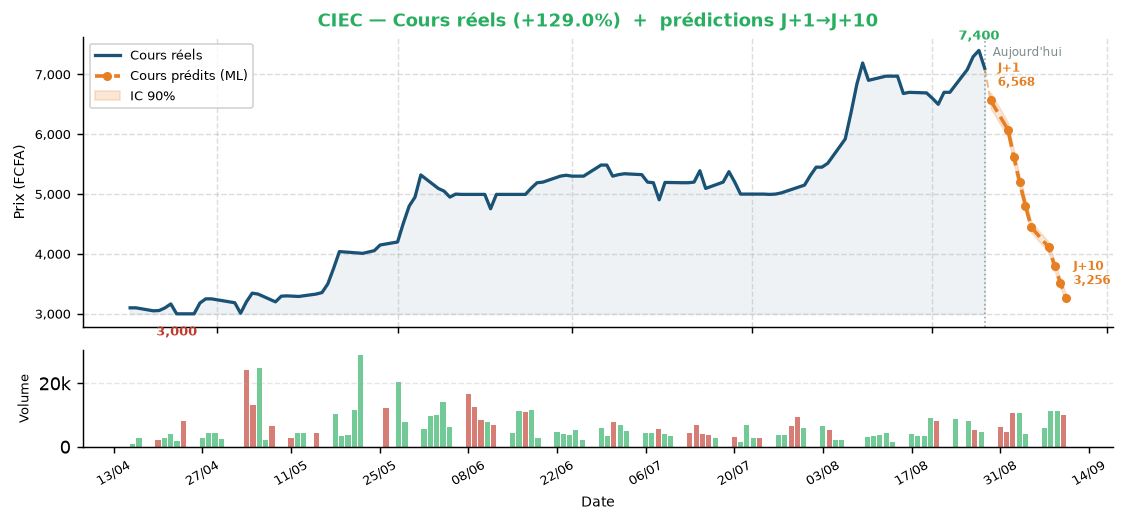 CIEC — Cours réels (+129.0%)  +  prédictions J+1→J+10
7,400
Cours réels
Cours prédits (ML)
IC 90%
Aujourd'hui
J+1
6,568
7,000
6,000
5,000
4,000
3,000
Prix (FCFA)
J+10
3,256
3,000
20k
0
Volume
13/04
27/04
11/05
25/05
08/06
22/06
06/07
20/07
03/08
17/08
31/08
14/09
Date